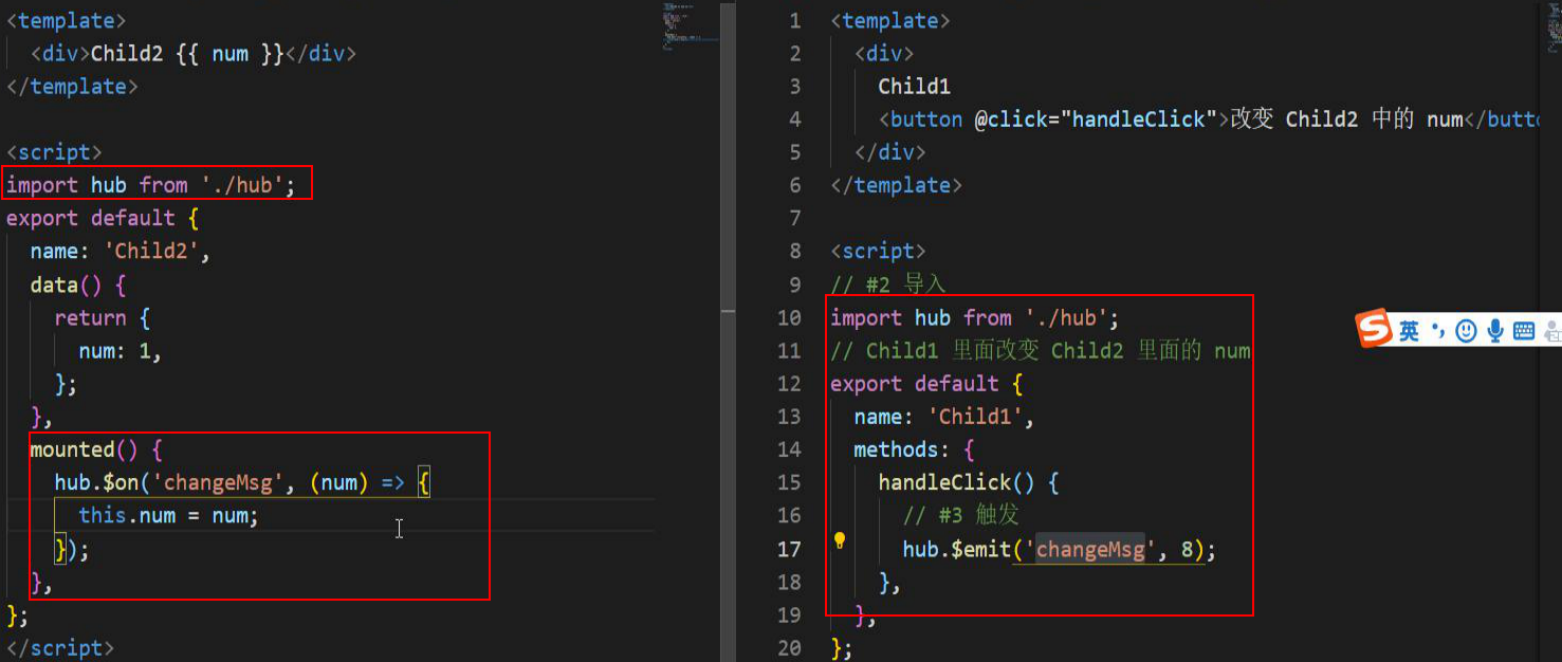 <template>
  <div>Child2 {{ num }}</div>
</template>

<script>
import hub from './hub';
export default {
  name: 'Child2',
  data() {
    return {
      num: 1,
    };
  },
  mounted() {
    hub.$on('changeMsg', (num) => {
      this.num = num;
    });
  },
};
</script>
1 <template>
2   <div>
3     Child1
4     <button @click="handleClick">改变 Child2 中的 num</butt
5   </div>
6 </template>
7
8 <script>
9 // #2 导入
10 import hub from './hub';
11 // Child1 里面改变 Child2 里面的 num
12 export default {
13   name: 'Child1',
14   methods: {
15     handleClick() {
16       // #3 触发
17       hub.$emit('changeMsg', 8);
18     },
19   },
20 };
S 英